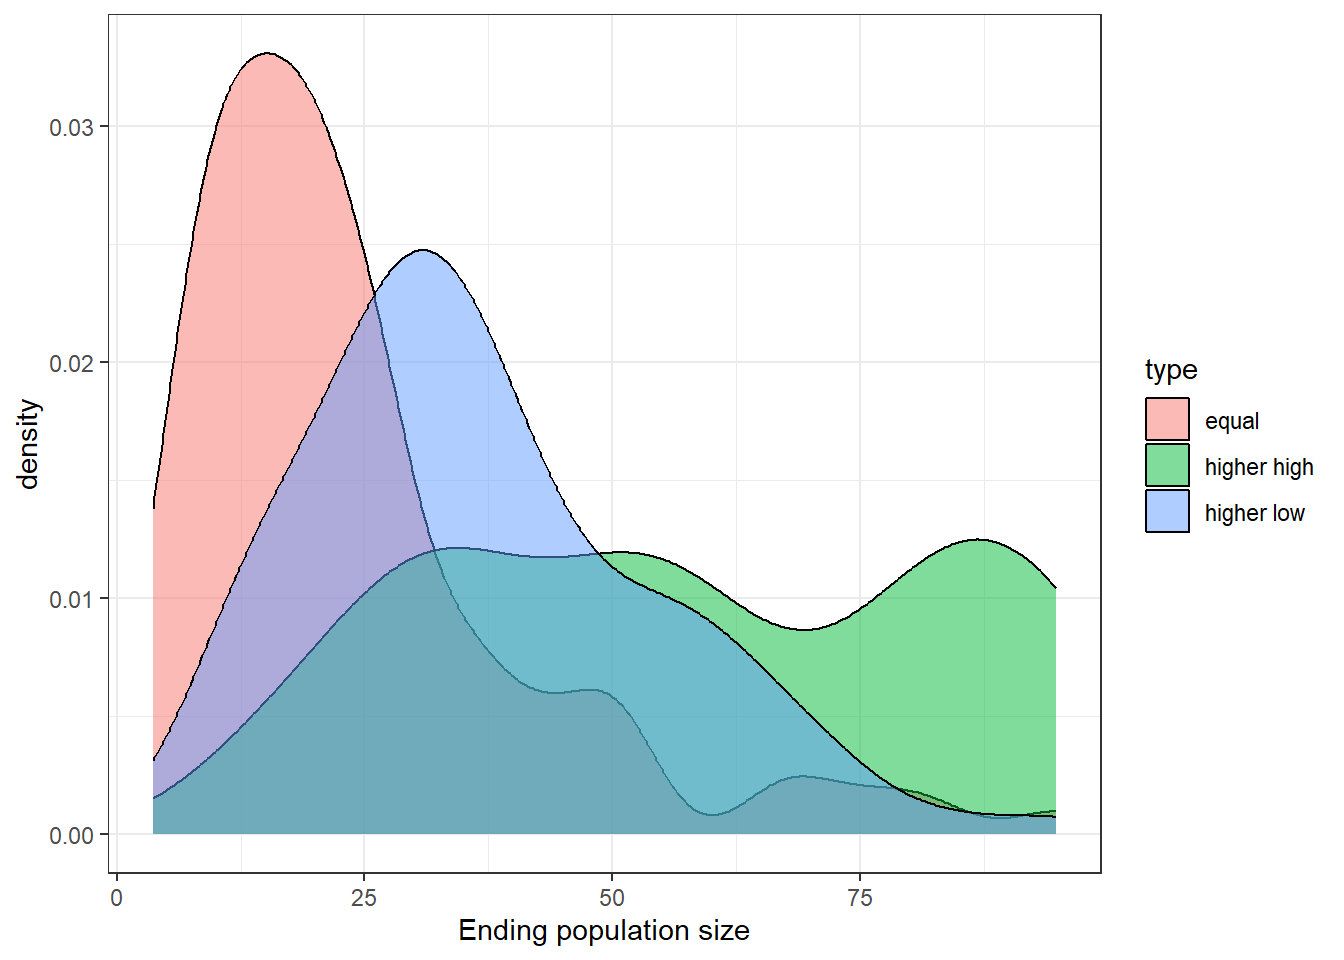 density
0.03
0.02
0.01
0.00
0 25 50 75
Ending population size
type
equal
higher high
higher low